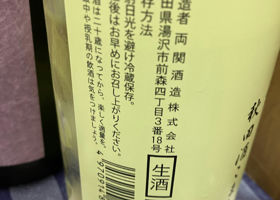 秋田酒
造者 両関酒造株式会社
田県湯沢市前森四丁目3番18号
存方法
射日光を避け冷蔵保存。
後はお早めにお召し上がりください。
酒は二十歳になってから。楽しく適量を。
娠中や授乳期の飲酒は気をつけましょう。
生酒